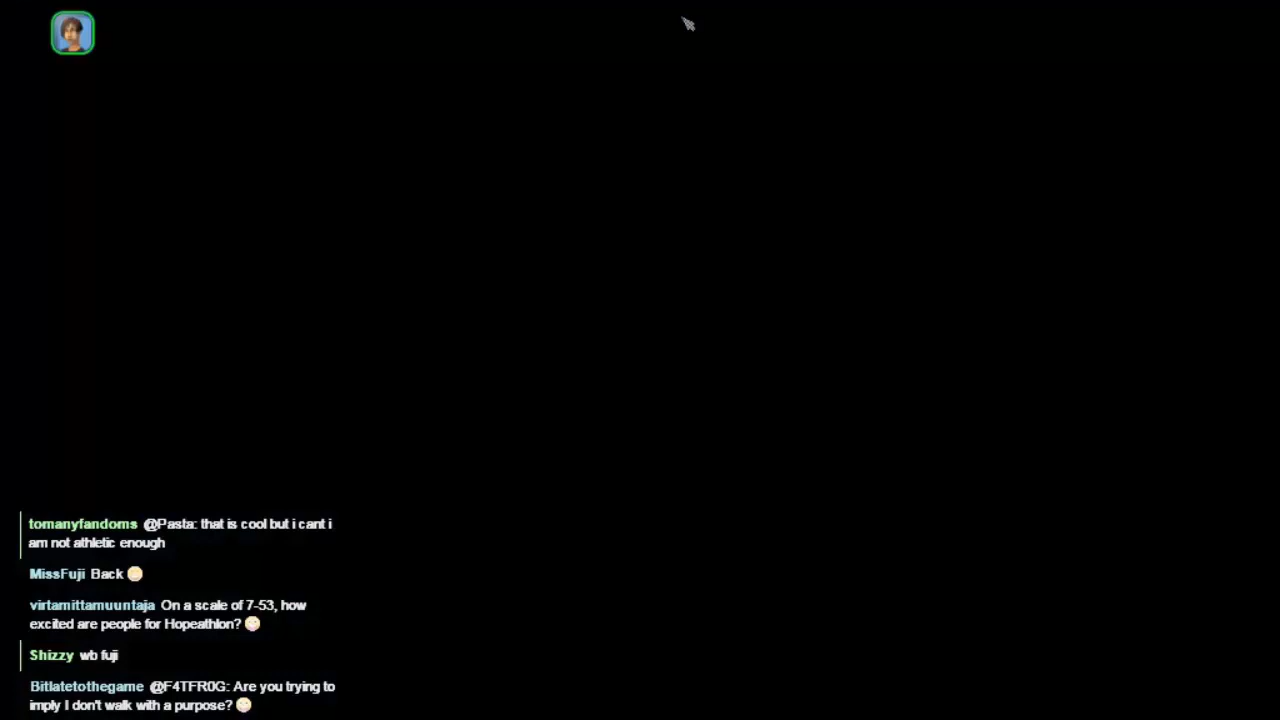 tomanyfandoms @Pasta: that is cool but i cant i
am not athletic enough
MissFuji Back
virtamittamuuntaja On a scale of 7-53, how
excited are people for Hopeathlon?
Shizzy wb fuji
Bitlatetothegame @F4TFR0G: Are you trying to
imply I don't walk with a purpose?